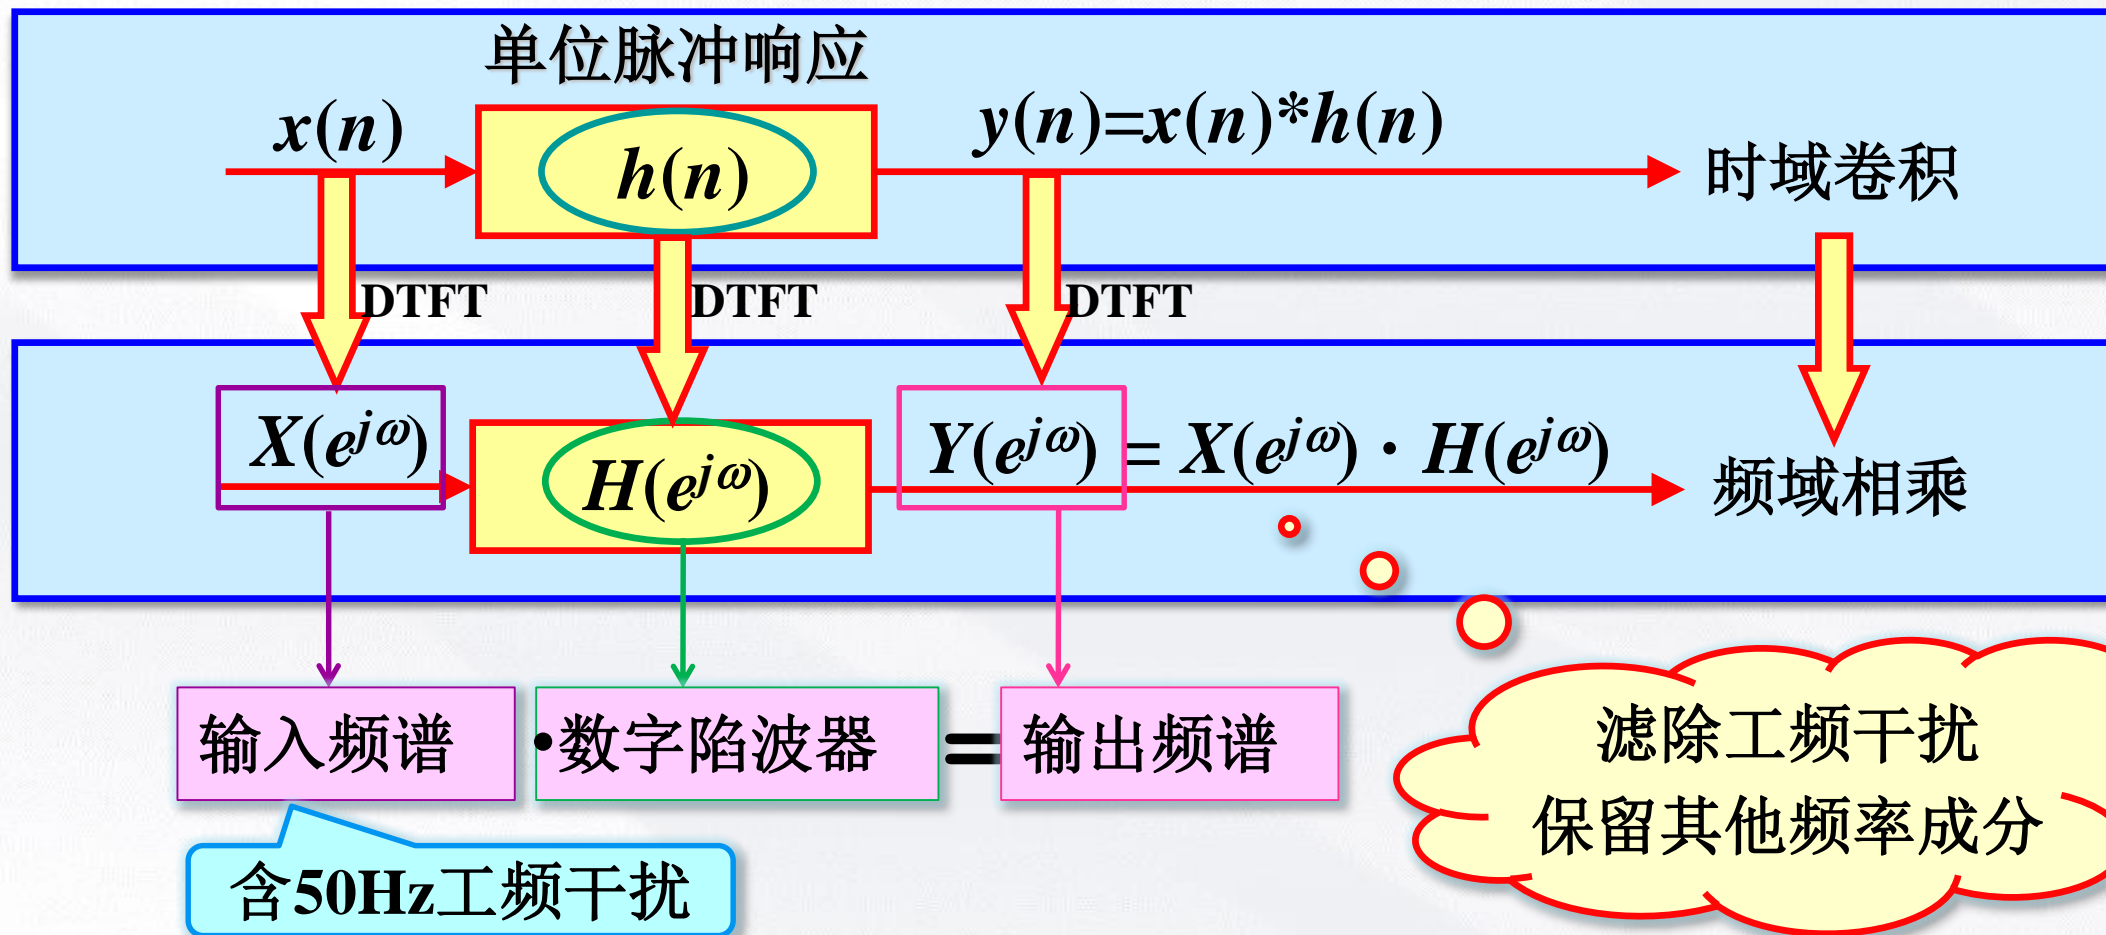 单位脉冲响应
x(n)
h(n)
y(n)=x(n)*h(n)
时域卷积
DTFT
DTFT
DTFT
X(e^{jω})
H(e^{jω})
Y(e^{jω}) = X(e^{jω}) · H(e^{jω})
频域相乘
输入频谱
•数字陷波器
=
输出频谱
滤除工频干扰
保留其他频率成分
含50Hz工频干扰